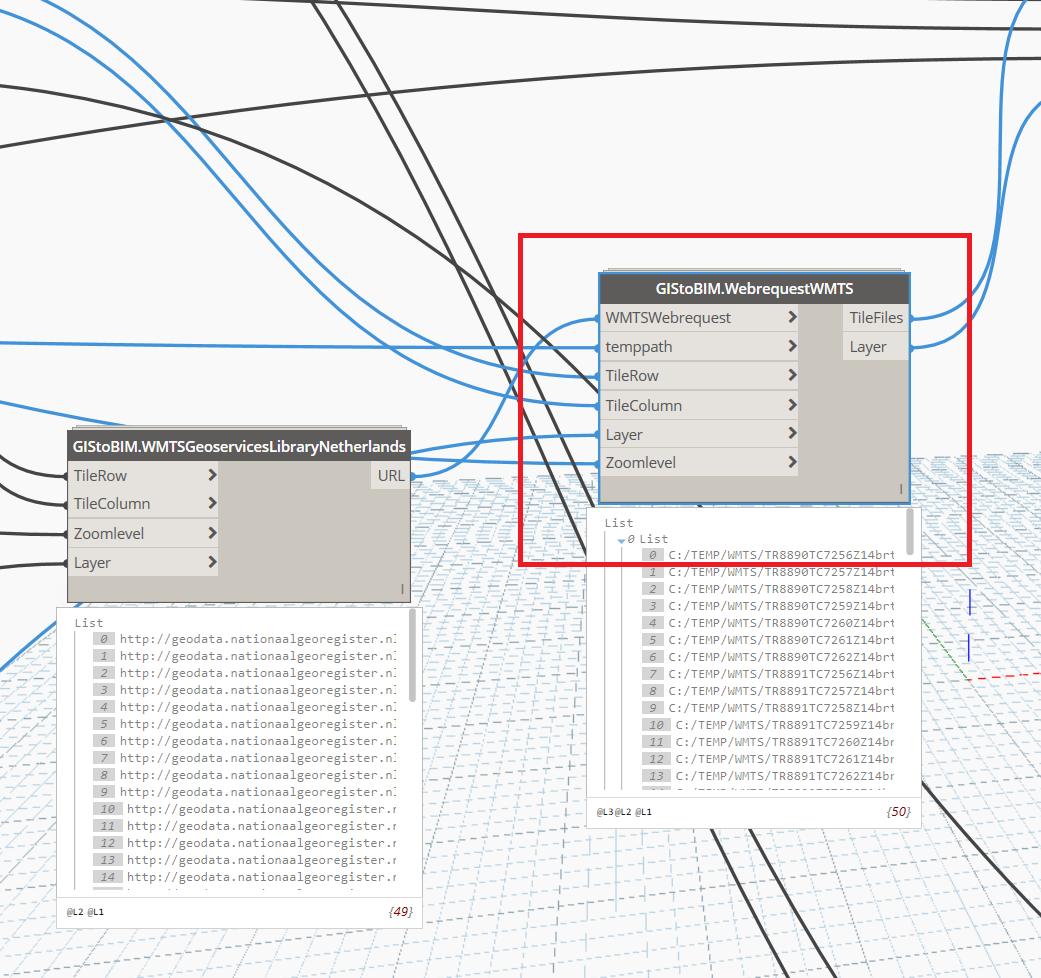 GIStoBIM.WebrequestWMTS
WMTSWebrequest
TileFiles
temppath
Layer
TileRow
TileColumn
Layer
Zoomlevel
GIStoBIM.WMTSGeoservicesLibraryNetherlands
TileRow
URL
TileColumn
Zoomlevel
Layer
List
0 List
0 C:/TEMP/WMTS/TR8890TC7256Z14brt
1 C:/TEMP/WMTS/TR8890TC7257Z14brt
2 C:/TEMP/WMTS/TR8890TC7258Z14brt
3 C:/TEMP/WMTS/TR8890TC7259Z14brt
4 C:/TEMP/WMTS/TR8890TC7260Z14brt
5 C:/TEMP/WMTS/TR8890TC7261Z14brt
6 C:/TEMP/WMTS/TR8890TC7262Z14brt
7 C:/TEMP/WMTS/TR8891TC7256Z14brt
8 C:/TEMP/WMTS/TR8891TC7257Z14brt
9 C:/TEMP/WMTS/TR8891TC7258Z14brt
10 C:/TEMP/WMTS/TR8891TC7259Z14br
11 C:/TEMP/WMTS/TR8891TC7260Z14br
12 C:/TEMP/WMTS/TR8891TC7261Z14br
13 C:/TEMP/WMTS/TR8891TC7262Z14br
@L3 @L2 @L1 {50}
List
0 http://geodata.nationaalgeoregister.nl
1 http://geodata.nationaalgeoregister.nl
2 http://geodata.nationaalgeoregister.nl
3 http://geodata.nationaalgeoregister.nl
4 http://geodata.nationaalgeoregister.nl
5 http://geodata.nationaalgeoregister.nl
6 http://geodata.nationaalgeoregister.nl
7 http://geodata.nationaalgeoregister.nl
8 http://geodata.nationaalgeoregister.nl
9 http://geodata.nationaalgeoregister.nl
10 http://geodata.nationaalgeoregister.r
11 http://geodata.nationaalgeoregister.r
12 http://geodata.nationaalgeoregister.r
13 http://geodata.nationaalgeoregister.r
14 http://geodata.nationaalgeoregister.r
@L2 @L1 {49}